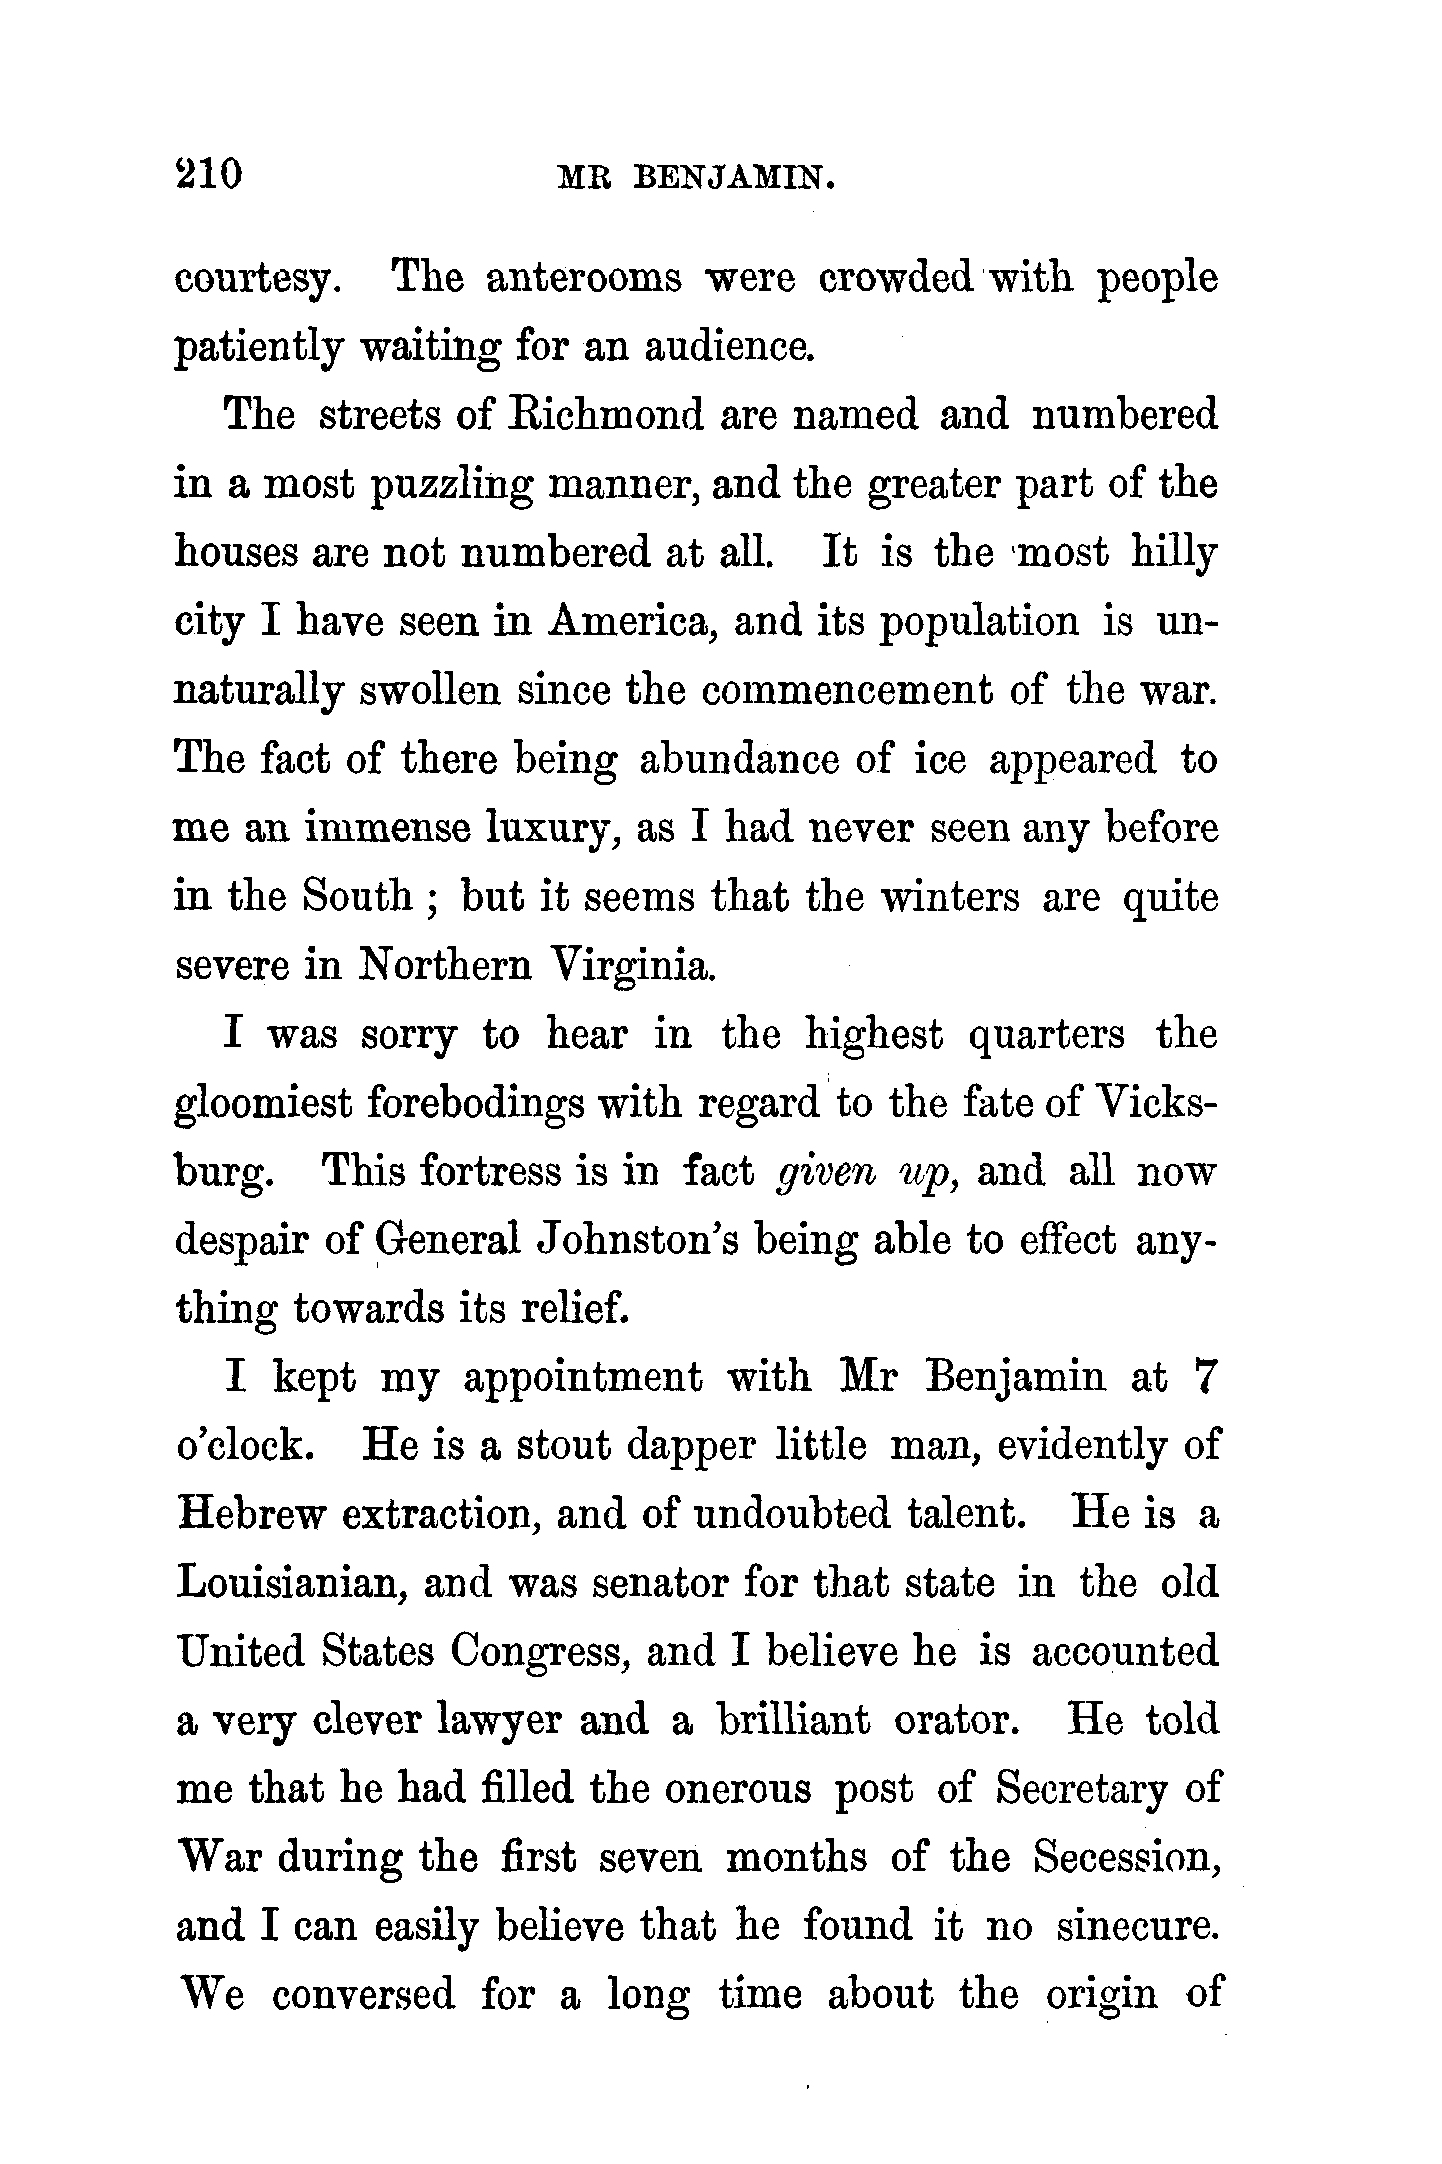 210 MR BENJAMIN.
courtesy. The anterooms were crowded with people
patiently waiting for an audience.
The streets of Richmond are named and numbered
in a most puzzling manner, and the greater part of the
houses are not numbered at all. It is the most hilly
city I have seen in America, and its population is un-
naturally swollen since the commencement of the war.
The fact of there being abundance of ice appeared to
me an immense luxury, as I had never seen any before
in the South ; but it seems that the winters are quite
severe in Northern Virginia.
I was sorry to hear in the highest quarters the
gloomiest forebodings with regard to the fate of Vicks-
burg. This fortress is in fact given up, and all now
despair of General Johnston's being able to effect any-
thing towards its relief.
I kept my appointment with Mr Benjamin at 7
o'clock. He is a stout dapper little man, evidently of
Hebrew extraction, and of undoubted talent. He is a
Louisianian, and was senator for that state in the old
United States Congress, and I believe he is accounted
a very clever lawyer and a brilliant orator. He told
me that he had filled the onerous post of Secretary of
War during the first seven months of the Secession,
and I can easily believe that he found it no sinecure.
We conversed for a long time about the origin of